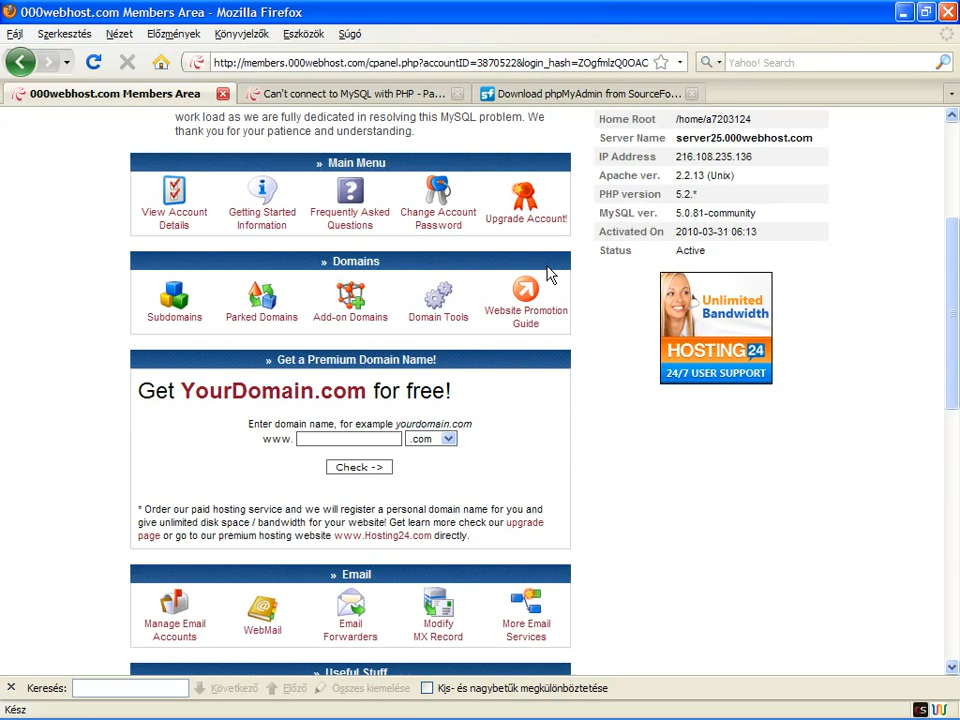 000webhost.com Members Area - Mozilla Firefox
Fájl Szerkesztés Nézet Előzmények Könyvjelzők Eszközök Súgó
http://members.000webhost.com/cpanel.php?accountID=3870522&login_hash=ZOgfmlzQ0OAC
Yahoo! Search
000webhost.com Members Area
Can't connect to MySQL with PHP - Pa...
Download phpMyAdmin from SourceFo...
work load as we are fully dedicated in resolving this MySQL problem. We
thank you for your patience and understanding.
» Main Menu
View Account
Details
Getting Started
Information
Frequently Asked
Questions
Change Account
Password
Upgrade Account!
» Domains
Subdomains
Parked Domains
Add-on Domains
Domain Tools
Website Promotion
Guide
» Get a Premium Domain Name!
Get YourDomain.com for free!
Enter domain name, for example yourdomain.com
www. .com
Check ->
* Order our paid hosting service and we will register a personal domain name for you and
give unlimited disk space / bandwidth for your website! Get learn more check our upgrade
page or go to our premium hosting website www.Hosting24.com directly.
» Email
Manage Email
Accounts
WebMail
Email
Forwarders
Modify
MX Record
More Email
Services
» Useful Stuff
Home Root /home/a7203124
Server Name server25.000webhost.com
IP Address 216.108.235.136
Apache ver. 2.2.13 (Unix)
PHP version 5.2.*
MySQL ver. 5.0.81-community
Activated On 2010-03-31 06:13
Status Active
Unlimited
Bandwidth
HOSTING 24
24/7 USER SUPPORT
Keresés: Következő Előző Összes kiemelése Kis- és nagybetűk megkülönböztetése
Kész